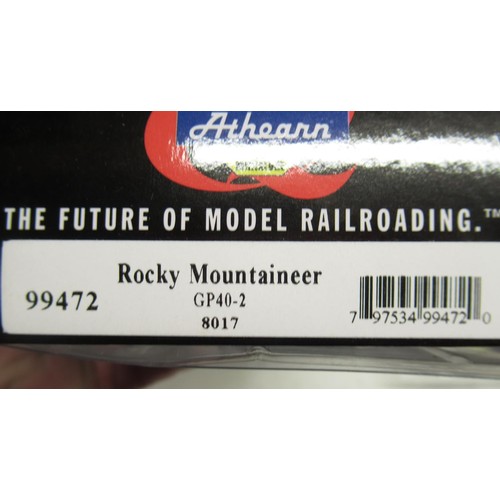 Athearn
THE FUTURE OF MODEL RAILROADING.™
99472
Rocky Mountaineer
GP40-2
8017
7 97534 99472 0